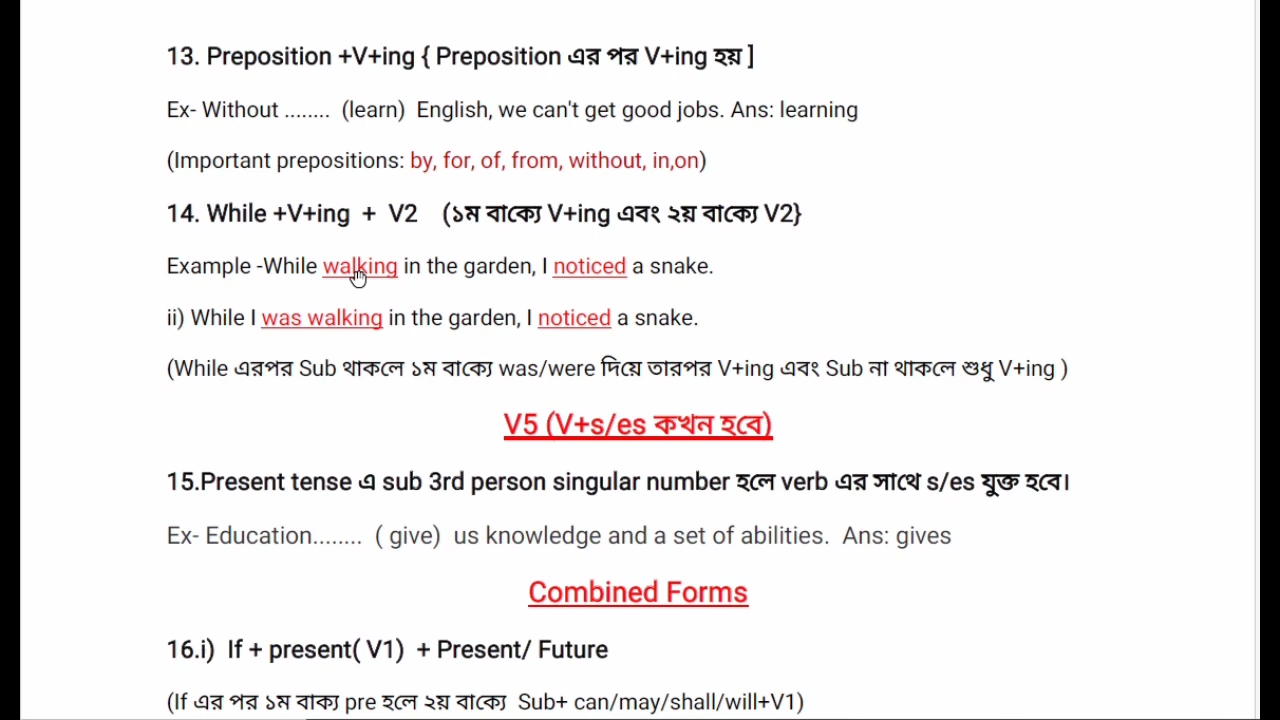 13. Preposition +V+ing { Preposition এর পর V+ing হয় ]
Ex- Without ........ (learn) English, we can't get good jobs. Ans: learning
(Important prepositions: by, for, of, from, without, in,on)
14. While +V+ing + V2 (১ম বাক্যে V+ing এবং ২য় বাক্যে V2}
Example -While walking in the garden, I noticed a snake.
ii) While I was walking in the garden, I noticed a snake.
(While এরপর Sub থাকলে ১ম বাক্যে was/were দিয়ে তারপর V+ing এবং Sub না থাকলে শুধু V+ing )
V5 (V+s/es কখন হবে)
15.Present tense এ sub 3rd person singular number হলে verb এর সাথে s/es যুক্ত হবে।
Ex- Education........ ( give) us knowledge and a set of abilities. Ans: gives
Combined Forms
16.i) If + present( V1) + Present/ Future
(If এর পর ১ম বাক্য pre হলে ২য় বাক্যে Sub+ can/may/shall/will+V1)